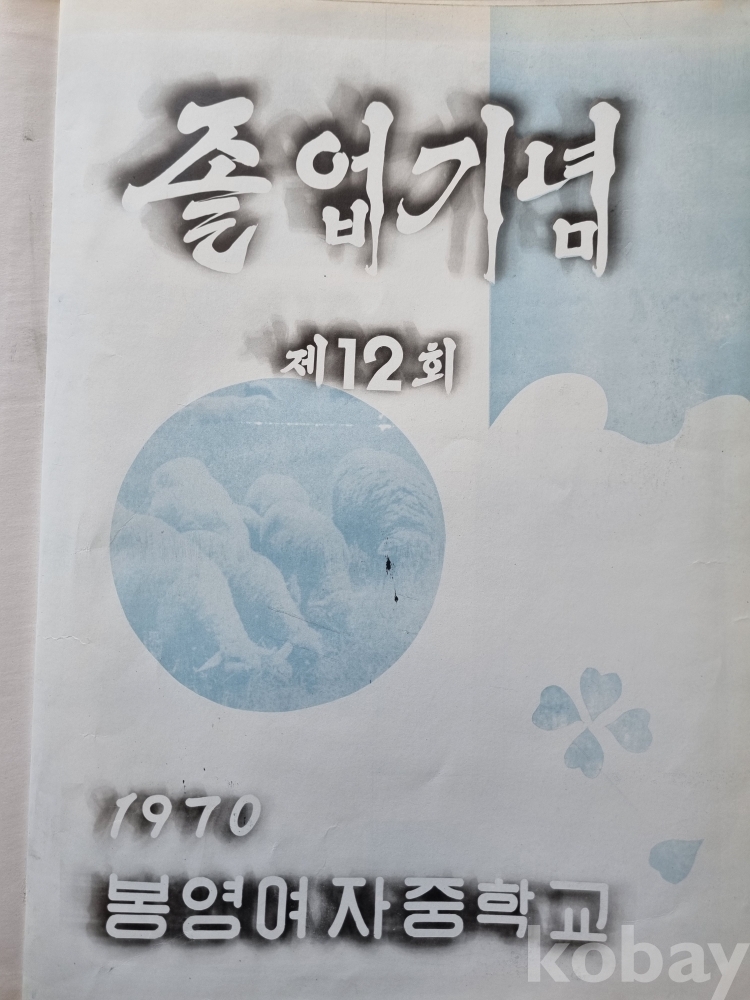 졸업기념
제12회
1970
봉영여자중학교
kobay